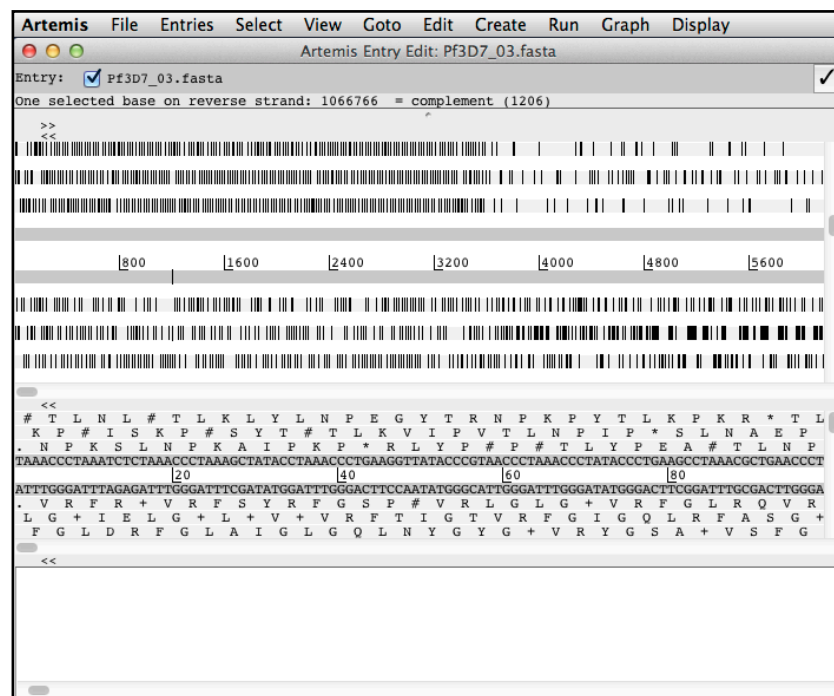 Artemis File Entries Select View Goto Edit Create Run Graph Display
Artemis Entry Edit: Pf3D7_03.fasta
Entry: Pf3D7_03.fasta
One selected base on reverse strand: 1066766 = complement (1206)
>>
<<
800 1600 2400 3200 4000 4800 5600
<<
# T L N L # T L K L Y L N P E G Y T R N P K P Y T L K P K R * T L
K P # I S K P # S Y T # T L K V I P V T L N P I P * S L N A E P
. N P K S L N P K A I P K P * R L Y P # P # T L Y P E A # T L N P
TAAACCCTAAATCTCTAAACCCTAAAGCTATACCTAAACCCTGAAGGTTATACCCGTAACCCTAAACCCTATACCCTGAAGCCTAAACGCTGAACCCT
20 40 60 80
ATTTGGGATTTAGAGATTTGGGATTTCGATATGGATTTGGGACTTCCAATATGGGCATTGGGATTTGGGATATGGGACTTCGGATTTGCGACTTGGGA
. V R F R + V R F S Y R F G S P # V R L G L G + V R F G L R Q V R
L G + I E L G + L + V + V R F T I G T V R F G I G Q L R F A S G +
F G L D R F G L A I G L G Q L N Y G Y G + V R Y G S A + V S F G
<<